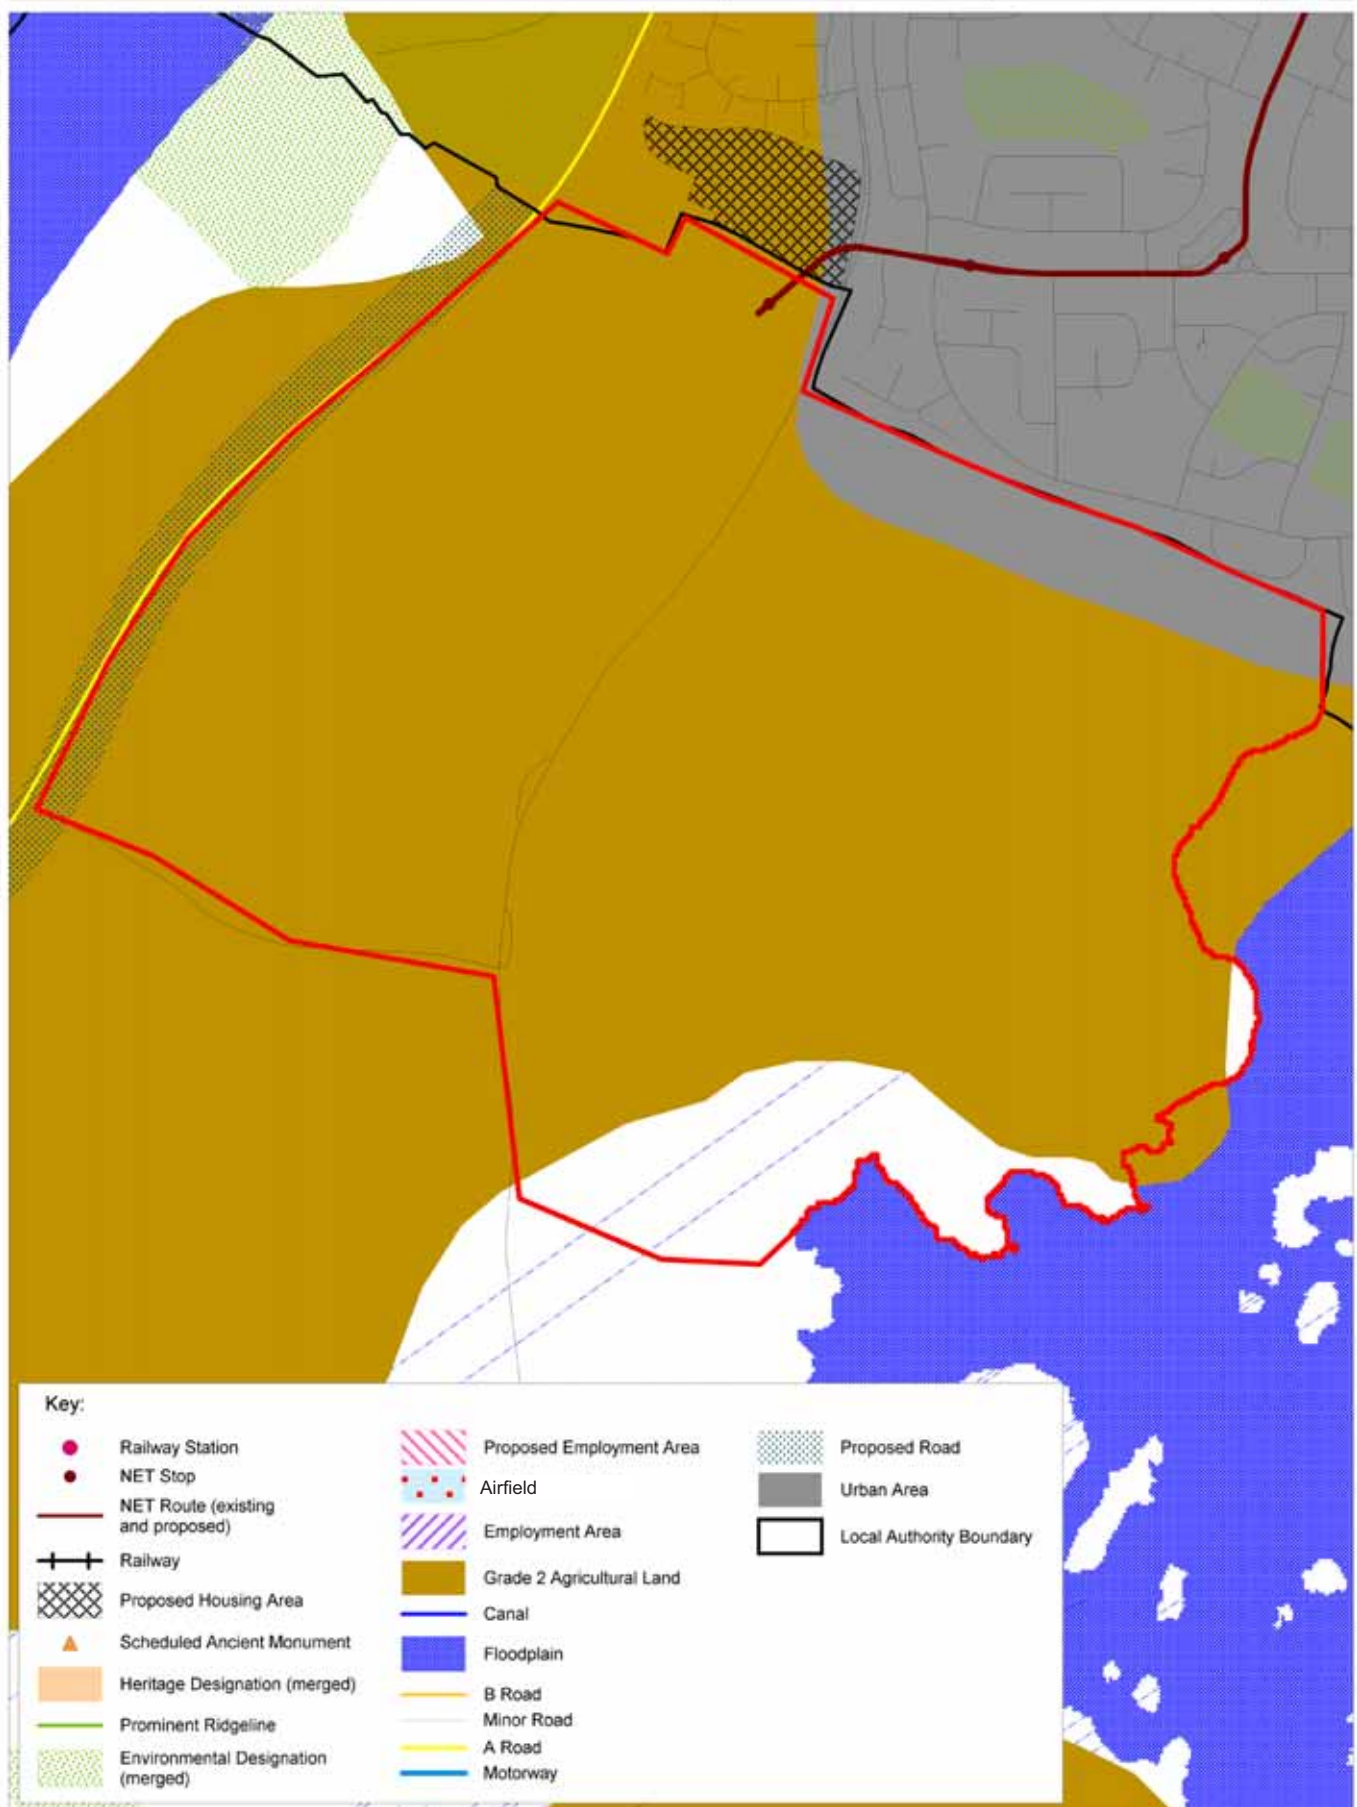 Key:
Railway Station
NET Stop
NET Route (existing
and proposed)
Railway
Proposed Housing Area
Scheduled Ancient Monument
Heritage Designation (merged)
Prominent Ridgeline
Environmental Designation
(merged)
Proposed Employment Area
Airfield
Employment Area
Grade 2 Agricultural Land
Canal
Floodplain
B Road
Minor Road
A Road
Motorway
Proposed Road
Urban Area
Local Authority Boundary